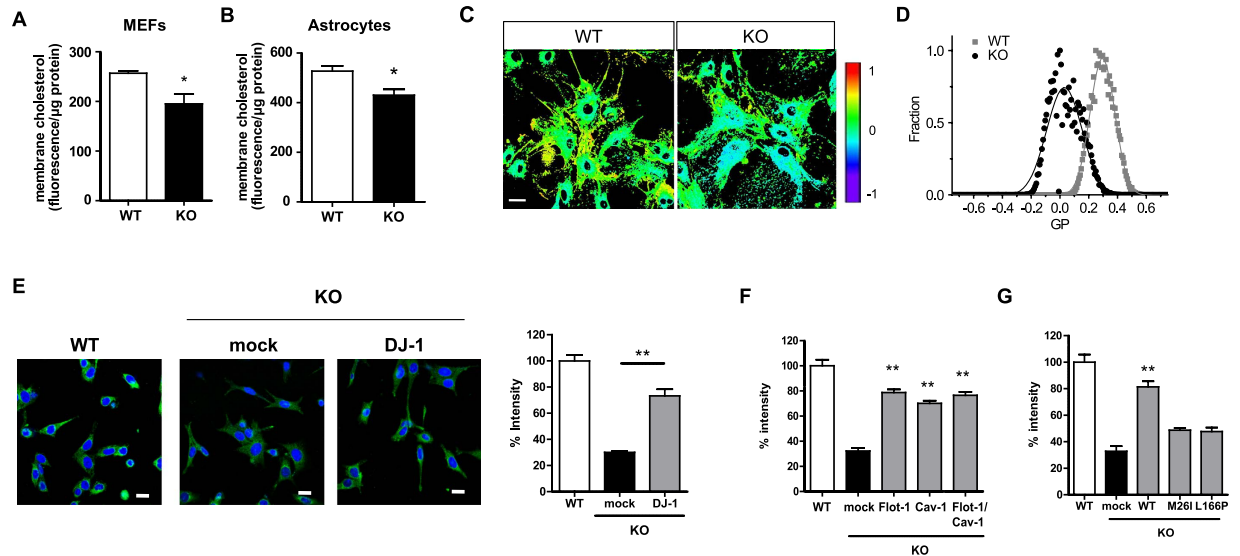 A
MEFs
membrane cholesterol
(fluorescence/µg protein)
300
200
100
0
*
WT
KO
B
Astrocytes
membrane cholesterol
(fluorescence/µg protein)
600
400
200
0
*
WT
KO
C
WT
KO
1
0
-1
D
WT
KO
Fraction
1.0
0.5
0.0
-0.6 -0.4 -0.2 0.0 0.2 0.4 0.6
GP
E
KO
WT
mock
DJ-1
% Intensity
120
100
80
60
40
20
0
**
WT
mock
DJ-1
KO
F
% intensity
120
100
80
60
40
20
0
**
**
**
WT
mock
Flot-1
Cav-1
Flot-1/
Cav-1
KO
G
% intensity
120
100
80
60
40
20
0
**
WT
mock
WT
M26I
L166P
KO